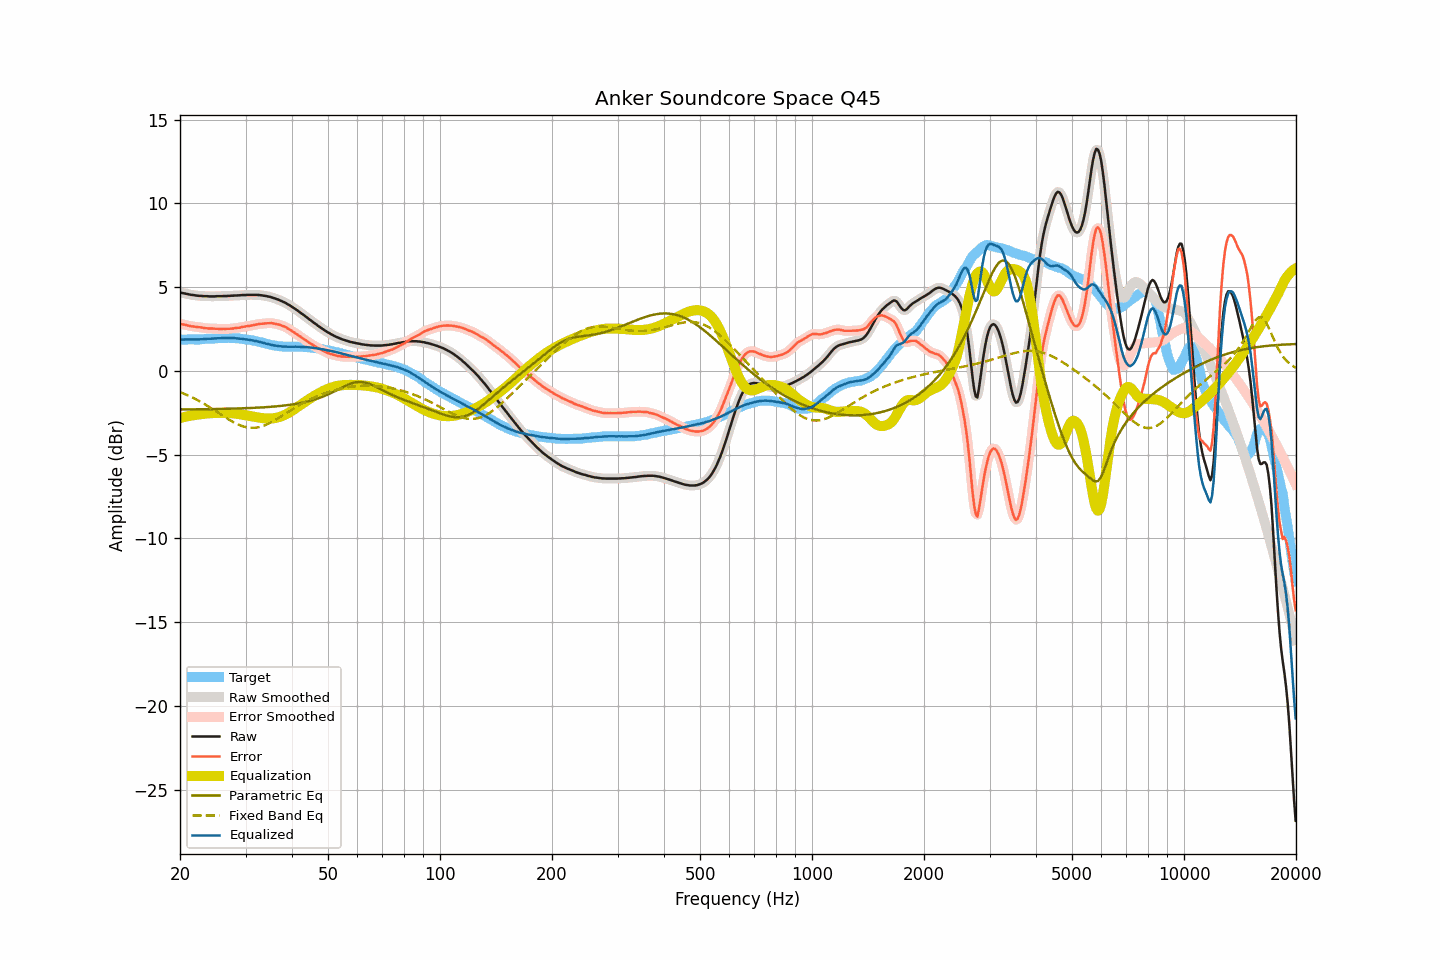 Anker Soundcore Space Q45
15
10
5
0
−5
−10
−15
−20
−25
Amplitude (dBr)
Target
Raw Smoothed
Error Smoothed
Raw
Error
Equalization
Parametric Eq
Fixed Band Eq
Equalized
20 50 100 200 500 1000 2000 5000 10000 20000
Frequency (Hz)